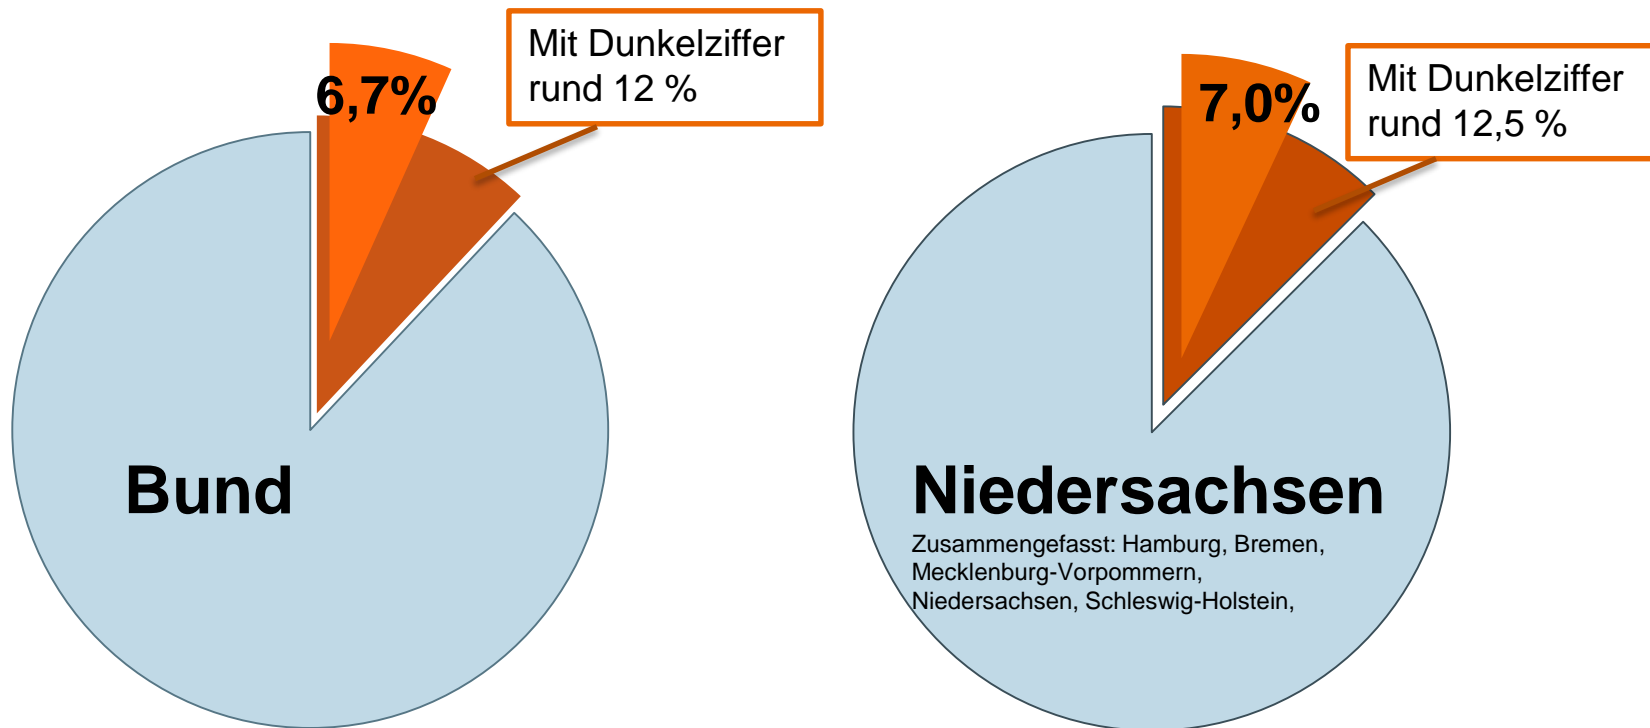 Mit Dunkelziffer
rund 12 %
6,7%
Bund
Mit Dunkelziffer
rund 12,5 %
7,0%
Niedersachsen
Zusammengefasst: Hamburg, Bremen,
Mecklenburg-Vorpommern,
Niedersachsen, Schleswig-Holstein,